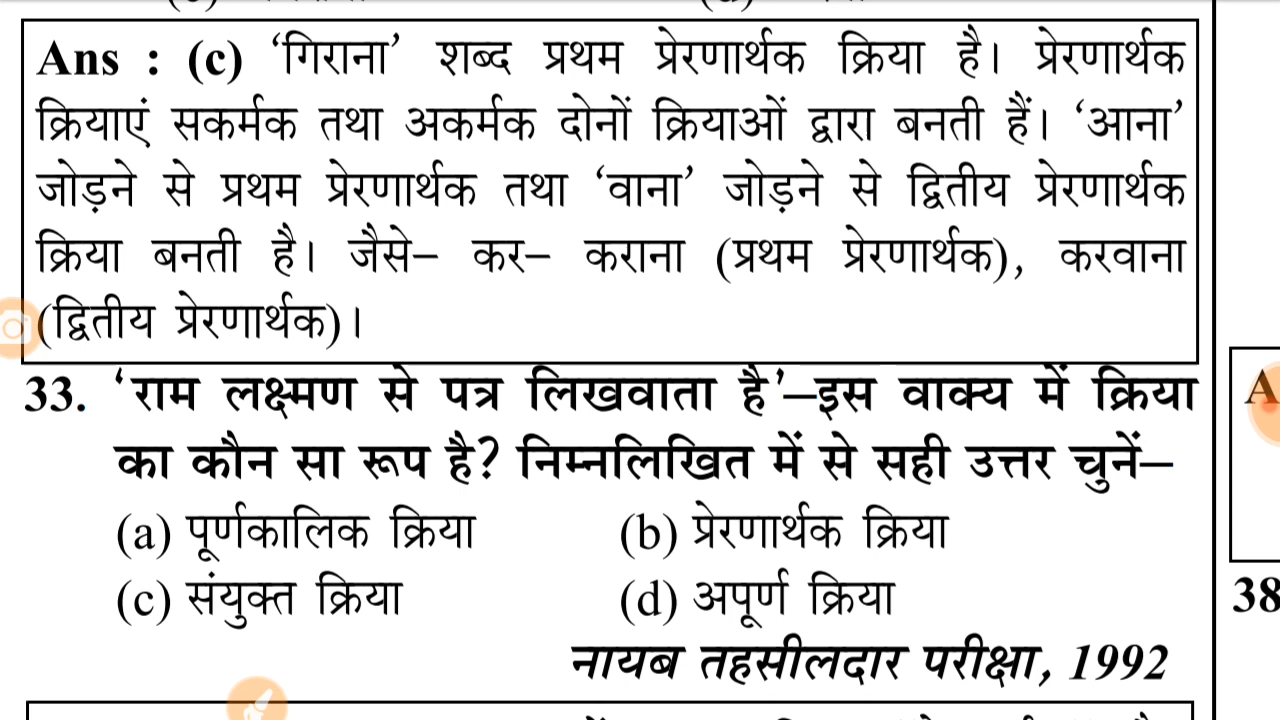 Ans : (c) ‘गिराना’ शब्द प्रथम प्रेरणार्थक क्रिया है। प्रेरणार्थक
क्रियाएं सकर्मक तथा अकर्मक दोनों क्रियाओं द्वारा बनती हैं। ‘आना’
जोड़ने से प्रथम प्रेरणार्थक तथा ‘वाना’ जोड़ने से द्वितीय प्रेरणार्थक
क्रिया बनती है। जैसे– कर– कराना (प्रथम प्रेरणार्थक), करवाना
(द्वितीय प्रेरणार्थक)।
33. ‘राम लक्ष्मण से पत्र लिखवाता है’–इस वाक्य में क्रिया
का कौन सा रूप है? निम्नलिखित में से सही उत्तर चुनें–
(a) पूर्णकालिक क्रिया (b) प्रेरणार्थक क्रिया
(c) संयुक्त क्रिया (d) अपूर्ण क्रिया
नायब तहसीलदार परीक्षा, 1992
A
38